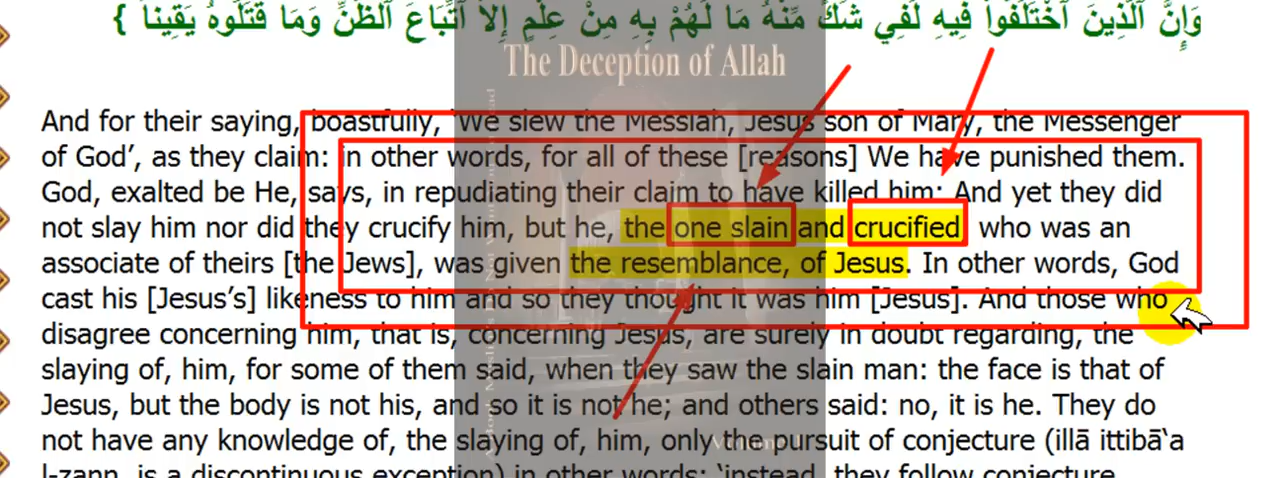 وَإِنَّ ٱلَّذِينَ ٱخْتَلَفُواْ فِيهِ لَفِي شَكٍّ مِّنْهُ مَا لَهُمْ بِهِ مِنْ عِلْمٍ إِلاَّ ٱتِّبَاعَ ٱلظَّنِّ وَمَا قَتَلُوهُ يَقِيناً }
The Deception of Allah
And for their saying, boastfully, ‘We slew the Messiah, Jesus son of Mary, the Messenger
of God’, as they claim: in other words, for all of these [reasons] We have punished them.
God, exalted be He, says, in repudiating their claim to have killed him: And yet they did
not slay him nor did they crucify him, but he, the one slain and crucified, who was an
associate of theirs [the Jews], was given the resemblance, of Jesus. In other words, God
cast his [Jesus’s] likeness to him and so they thought it was him [Jesus]. And those who
disagree concerning him, that is, concerning Jesus, are surely in doubt regarding, the
slaying of, him, for some of them said, when they saw the slain man: the face is that of
Jesus, but the body is not his, and so it is not he; and others said: no, it is he. They do
not have any knowledge of, the slaying of, him, only the pursuit of conjecture (illā ittibā‘a
l-zann, is a discontinuous exception) in other words: ‘instead, they follow conjecture